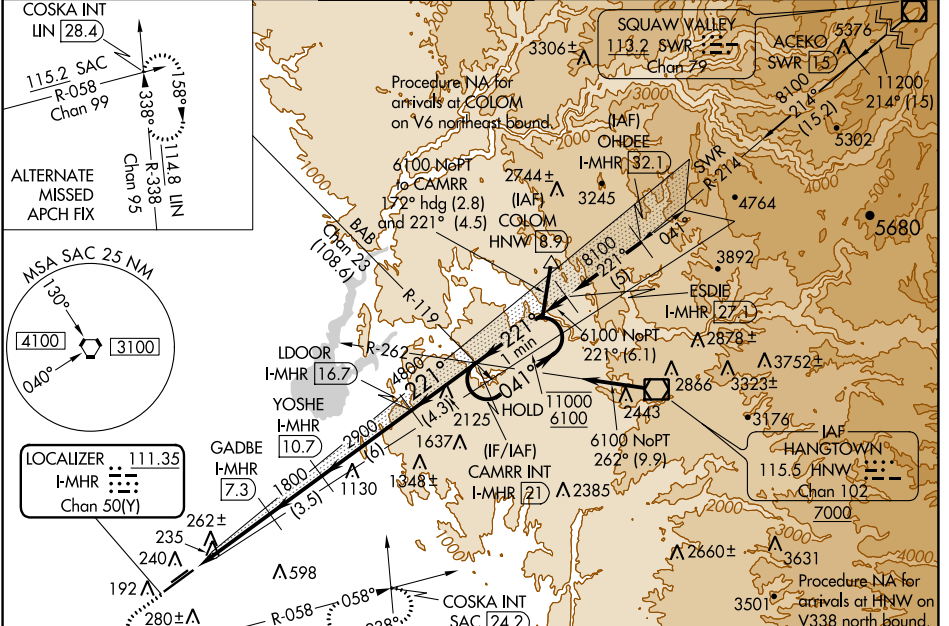 COSKA INT
LIN 28.4
115.2 SAC
R-058
Chan 99
158°
338°
R-338
Chan 95
114.8 LIN
ALTERNATE
MISSED
APCH FIX
MSA SAC 25 NM
130°
4100
3100
040°
LOCALIZER 111.35
I-MHR
Chan 50(Y)
SQUAW VALLEY
113.2 SWR
Chan 79
3306±
ACEKO
SWR 15
5376
11200
214° (15)
8100
214°
(15.2)
5302
Procedure NA for
arrivals at COLOM
on V6 northeast bound.
3000
3000
(IAF)
OHDEE
I-MHR 32.1
SWR
R-214
6100 NoPT
to CAMRR
172° hdg (2.8)
and 221° (4.5)
2744±
3245
(IAF)
COLOM
HNW 8.9
4764
5680
041°
8100
221°
(5)
3892
ESDIE
I-MHR 27.1
BAB
Chan 23
(108.6)
R-119
R-262
221°
1 min
041°
HOLD
6100 NoPT
221° (6.1)
2878±
3752±
3323±
2866
2443
3176
11000
6100
6100 NoPT
262° (9.9)
LDOOR
I-MHR 16.7
4800
221°
(4.3)
2125
YOSHE
I-MHR
10.7
2900
(6)
1637
1348±
1130
(IF/IAF)
CAMRR INT
I-MHR 21
2385
GADBE
I-MHR
7.3
1800
(3.5)
IAF
HANGTOWN
115.5 HNW
Chan 102
7000
262±
235
240
192
280±
598
2000
1000
2660±
3631
4000
3501
Procedure NA for
arrivals at HNW on
V338 north bound.
R-058
058°
COSKA INT
SAC 24.2